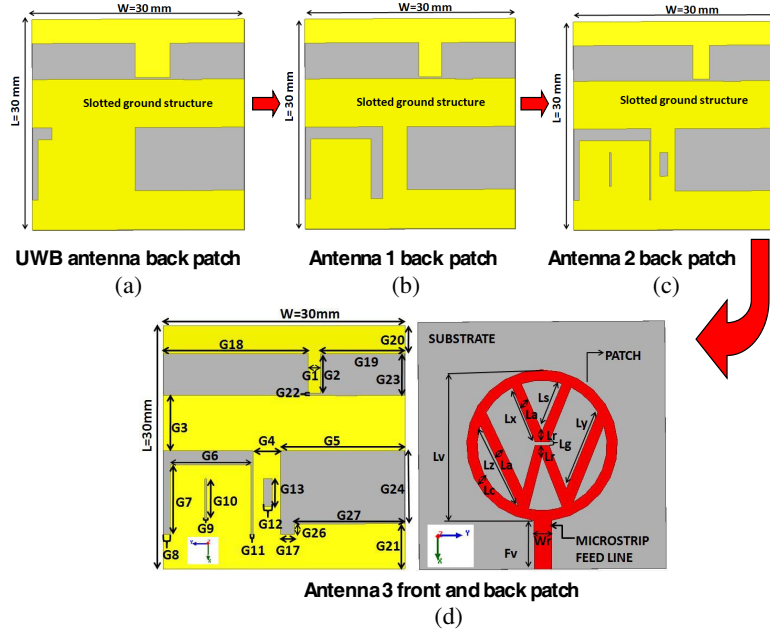 W=30 mm
L= 30 mm
Slotted ground structure
UWB antenna back patch
(a)
W=30 mm
L= 30 mm
Slotted ground structure
Antenna 1 back patch
(b)
W=30 mm
L= 30 mm
Slotted ground structure
Antenna 2 back patch
(c)
W=30mm
L=30mm
G18
G20
G1
G2
G19
G23
G22
G3
G4
G5
G6
G7
G10
G13
G24
G9
G12
G27
G26
G8
G11
G17
G21
Z
Y
X
SUBSTRATE
PATCH
Lv
Lx
La
Ls
Lr
Lg
Ly
Lr
Lz
La
Lc
Fv
Wr
MICROSTRIP
FEED LINE
Z
Y
X
Antenna 3 front and back patch
(d)